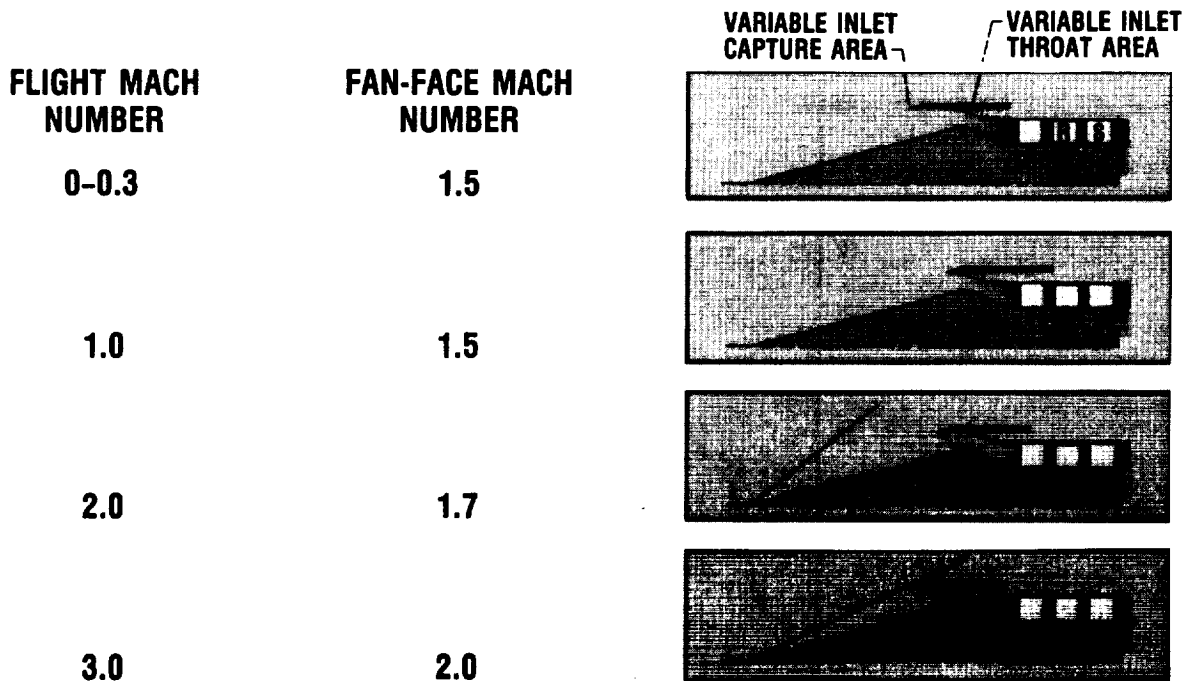 VARIABLE INLET
CAPTURE AREA
VARIABLE INLET
THROAT AREA
FLIGHT MACH
NUMBER
FAN-FACE MACH
NUMBER
R S
0–0.3 1.5
1.0 1.5
2.0 1.7
3.0 2.0